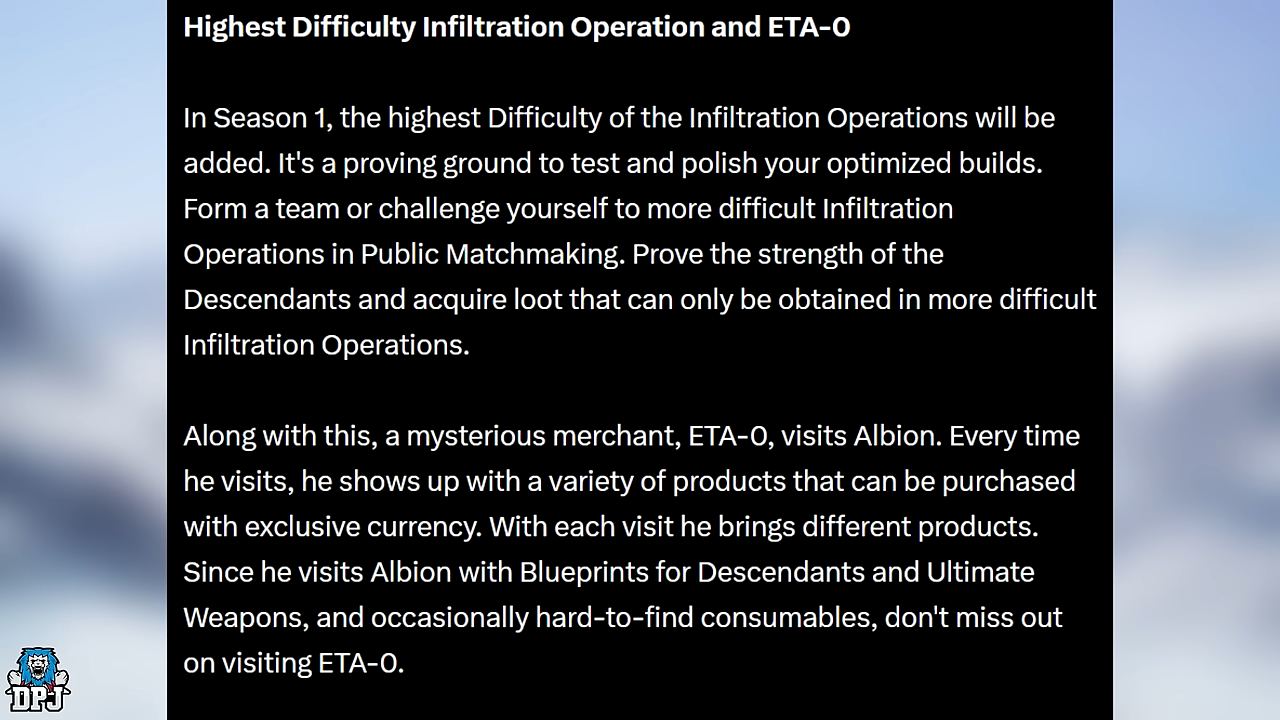 Highest Difficulty Infiltration Operation and ETA-0
In Season 1, the highest Difficulty of the Infiltration Operations will be
added. It's a proving ground to test and polish your optimized builds.
Form a team or challenge yourself to more difficult Infiltration
Operations in Public Matchmaking. Prove the strength of the
Descendants and acquire loot that can only be obtained in more difficult
Infiltration Operations.
Along with this, a mysterious merchant, ETA-0, visits Albion. Every time
he visits, he shows up with a variety of products that can be purchased
with exclusive currency. With each visit he brings different products.
Since he visits Albion with Blueprints for Descendants and Ultimate
Weapons, and occasionally hard-to-find consumables, don't miss out
on visiting ETA-0.
DPJ